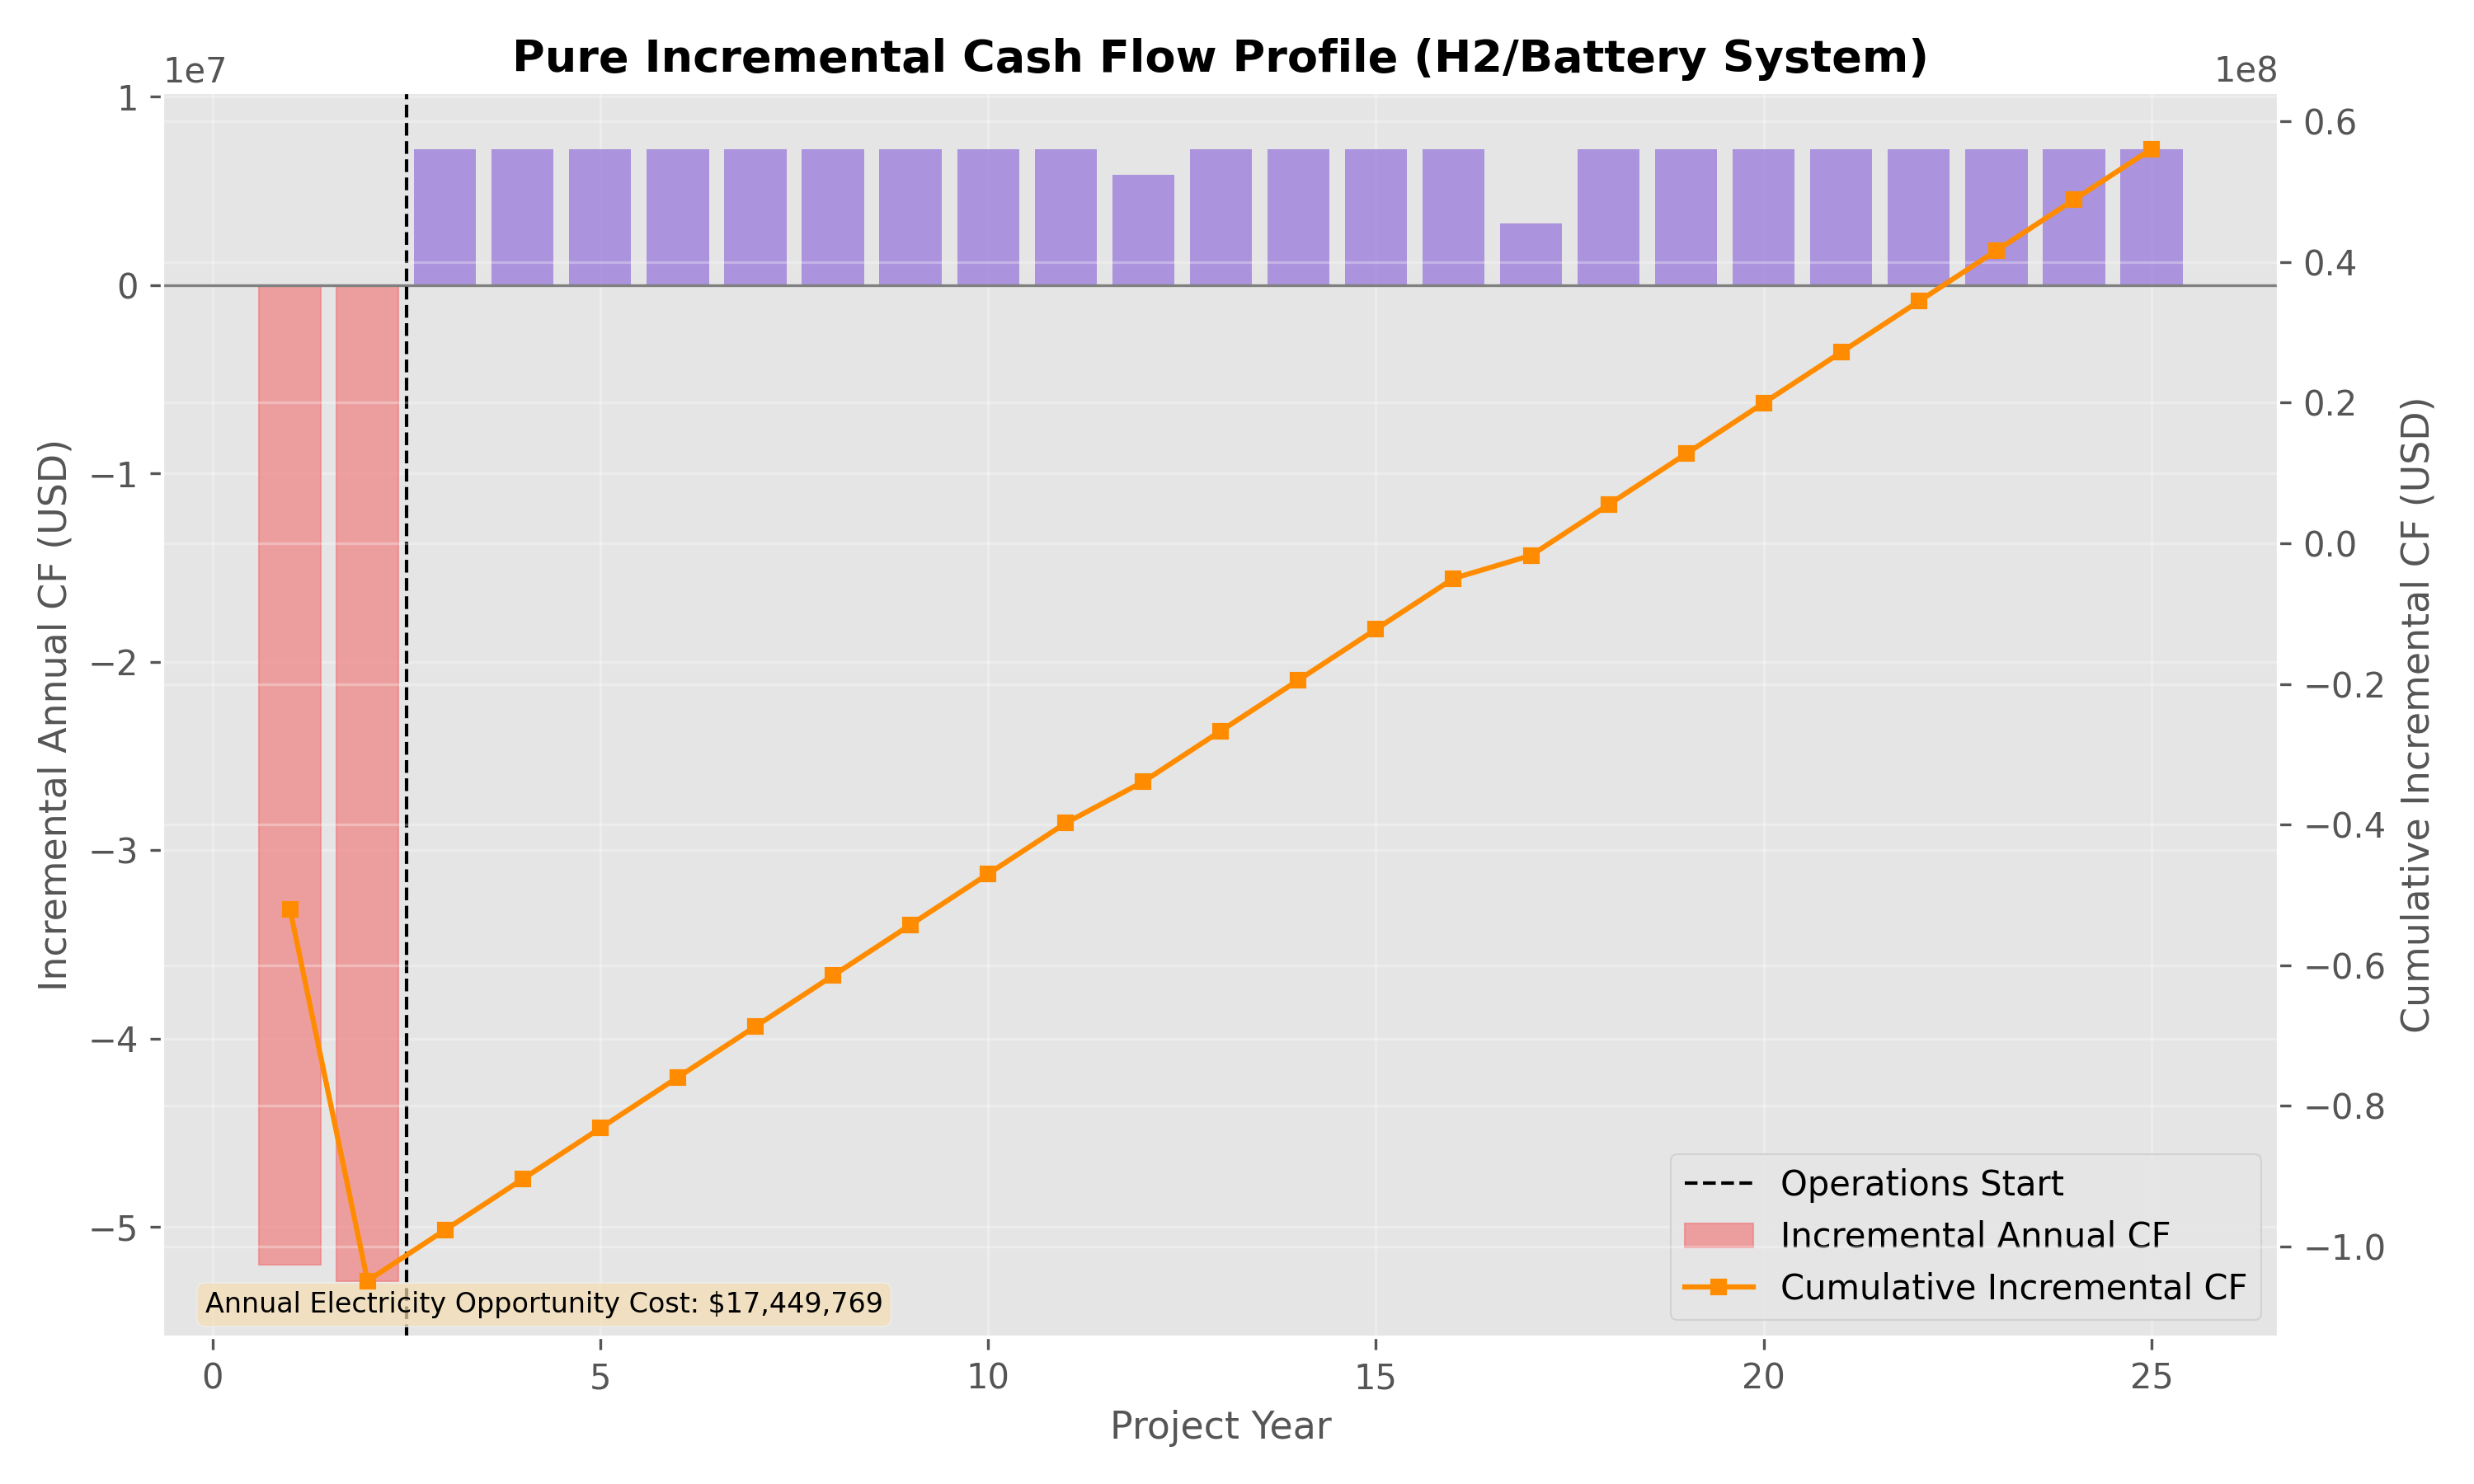 Pure Incremental Cash Flow Profile (H2/Battery System)
1e7
1e8
1
0
−1
−2
−3
−4
−5
Incremental Annual CF (USD)
0.6
0.4
0.2
0.0
−0.2
−0.4
−0.6
−0.8
−1.0
Cumulative Incremental CF (USD)
Operations Start
Incremental Annual CF
Cumulative Incremental CF
Annual Electricity Opportunity Cost: $17,449,769
0
5
10
15
20
25
Project Year